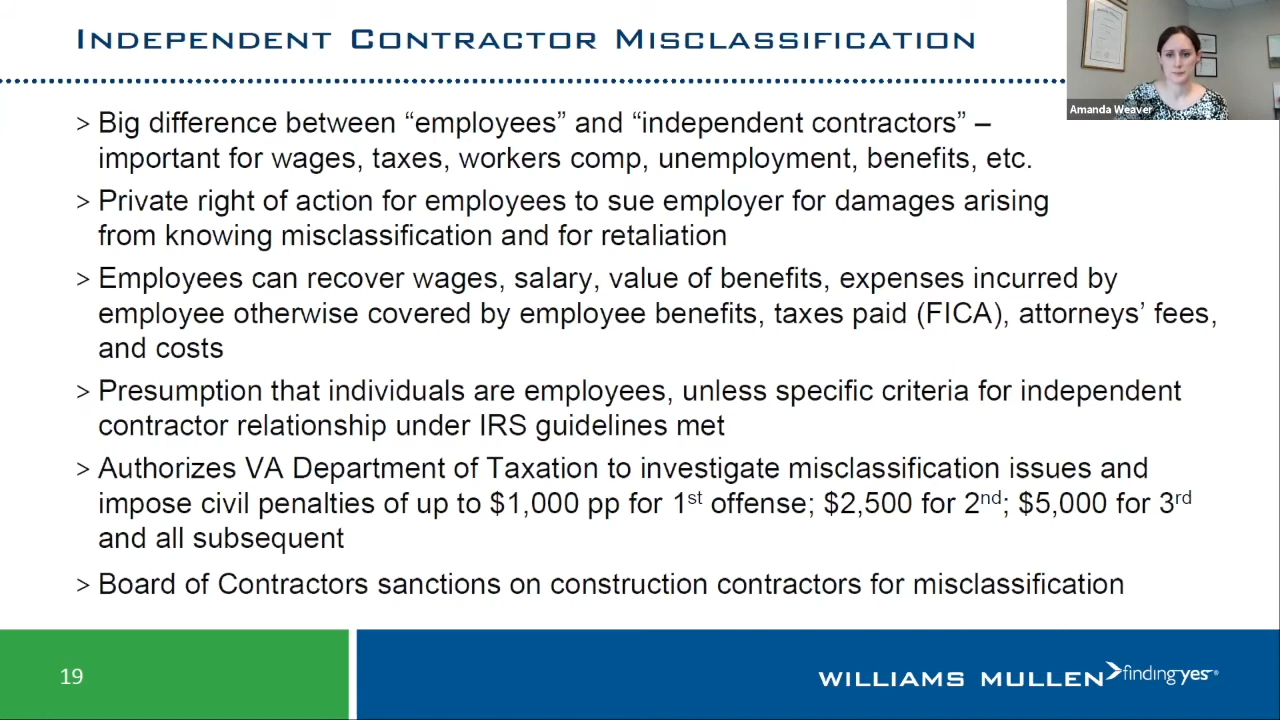 INDEPENDENT CONTRACTOR MISCLASSIFICATION
Amanda Weaver
> Big difference between “employees” and “independent contractors” –
important for wages, taxes, workers comp, unemployment, benefits, etc.
> Private right of action for employees to sue employer for damages arising
from knowing misclassification and for retaliation
> Employees can recover wages, salary, value of benefits, expenses incurred by
employee otherwise covered by employee benefits, taxes paid (FICA), attorneys’ fees,
and costs
> Presumption that individuals are employees, unless specific criteria for independent
contractor relationship under IRS guidelines met
> Authorizes VA Department of Taxation to investigate misclassification issues and
impose civil penalties of up to $1,000 pp for 1st offense; $2,500 for 2nd; $5,000 for 3rd
and all subsequent
> Board of Contractors sanctions on construction contractors for misclassification
19
WILLIAMS MULLEN finding yes®